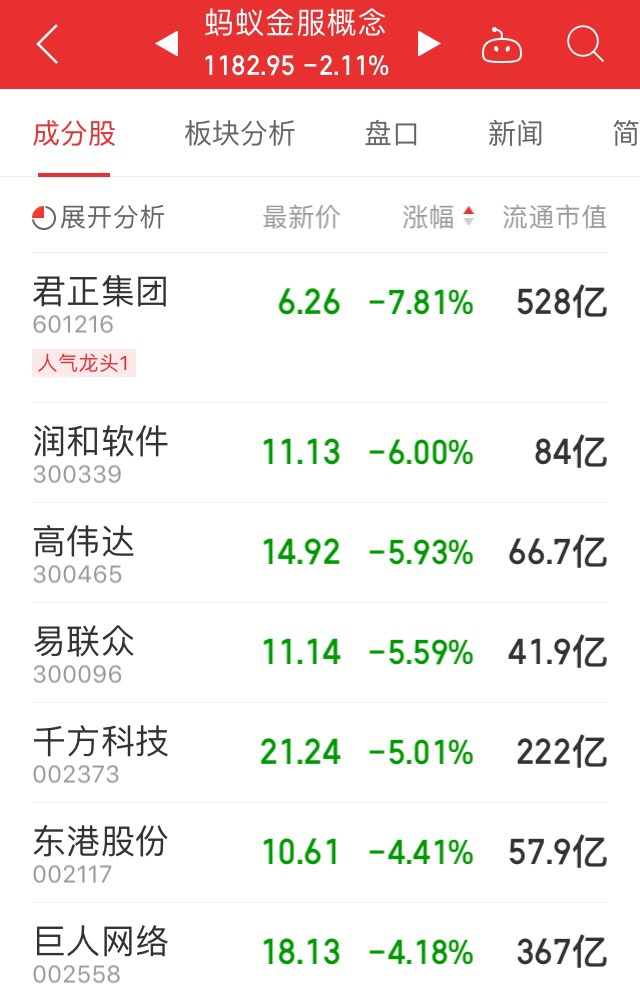 蚂蚁金服概念
1182.95 -2.11%
成分股 板块分析 盘口 新闻 简
展开分析 最新价 涨幅 流通市值
君正集团 6.26 -7.81% 528亿
601216
人气龙头1
润和软件 11.13 -6.00% 84亿
300339
高伟达 14.92 -5.93% 66.7亿
300465
易联众 11.14 -5.59% 41.9亿
300096
千方科技 21.24 -5.01% 222亿
002373
东港股份 10.61 -4.41% 57.9亿
002117
巨人网络 18.13 -4.18% 367亿
002558